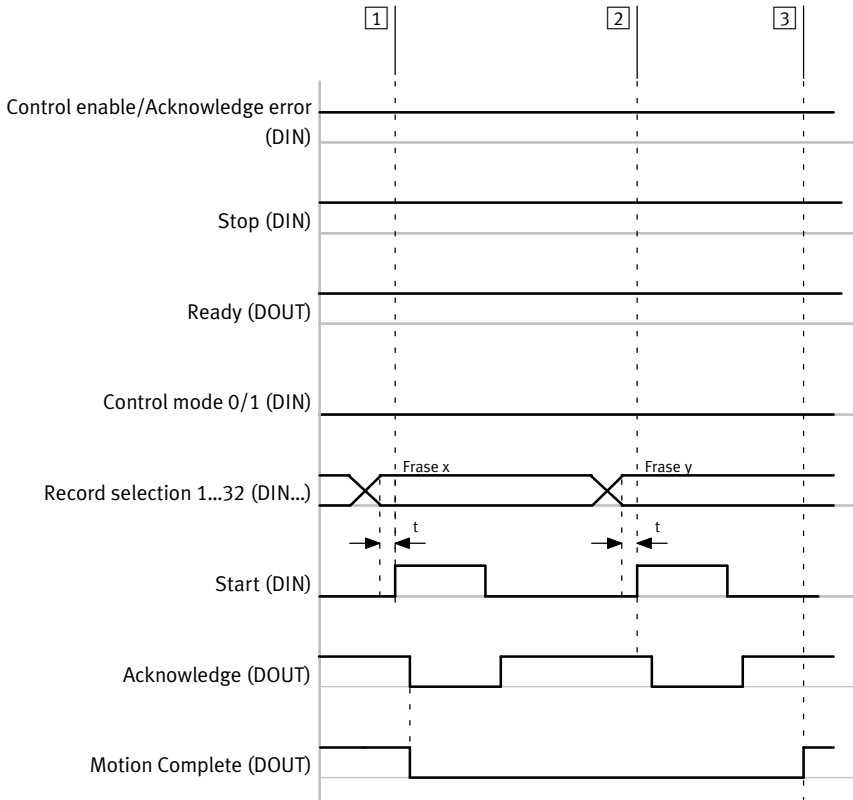 1
2
3
Control enable/Acknowledge error
(DIN)
Stop (DIN)
Ready (DOUT)
Control mode 0/1 (DIN)
Frase x
Frase y
Record selection 1...32 (DIN...)
t
t
Start (DIN)
Acknowledge (DOUT)
Motion Complete (DOUT)